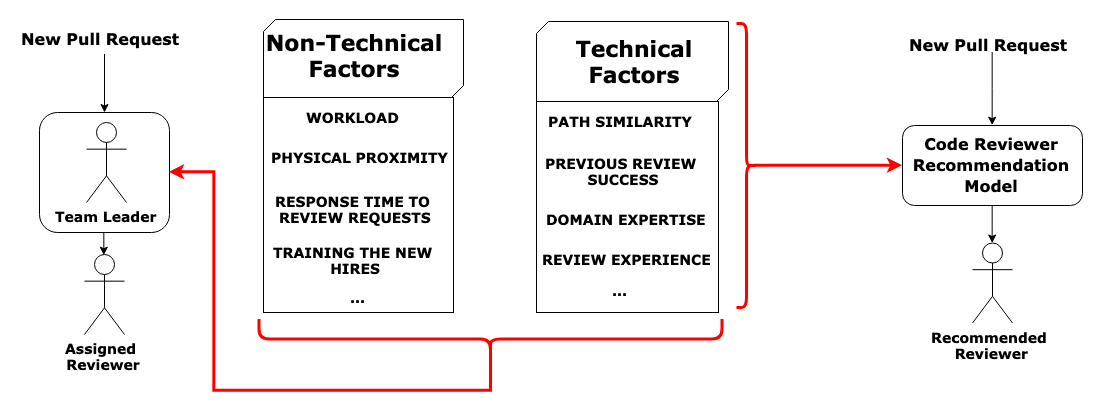 New Pull Request
Team Leader
Assigned
Reviewer
Non-Technical
Factors
WORKLOAD
PHYSICAL PROXIMITY
RESPONSE TIME TO
REVIEW REQUESTS
TRAINING THE NEW
HIRES
...
Technical
Factors
PATH SIMILARITY
PREVIOUS REVIEW
SUCCESS
DOMAIN EXPERTISE
REVIEW EXPERIENCE
...
New Pull Request
Code Reviewer
Recommendation
Model
Recommended
Reviewer